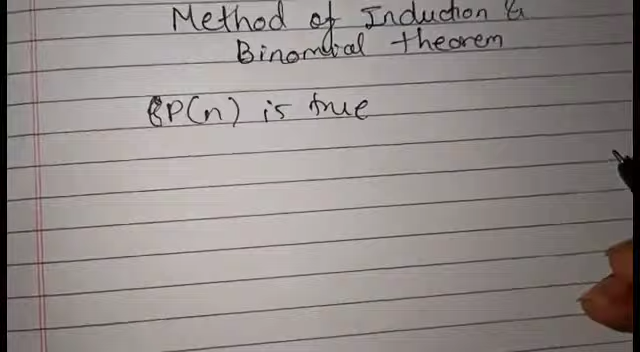 Method of Induction &
Binomial theorem
P(n) is true